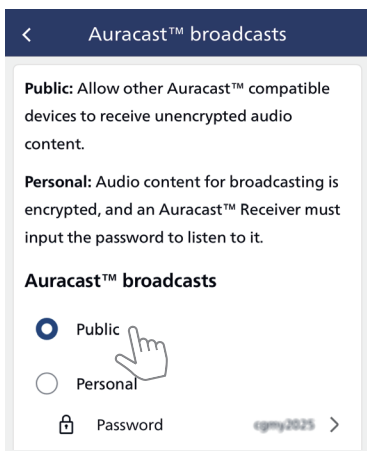 Auracast™ broadcasts
Public: Allow other Auracast™ compatible
devices to receive unencrypted audio
content.
Personal: Audio content for broadcasting is
encrypted, and an Auracast™ Receiver must
input the password to listen to it.
Auracast™ broadcasts
Public
Personal
Password